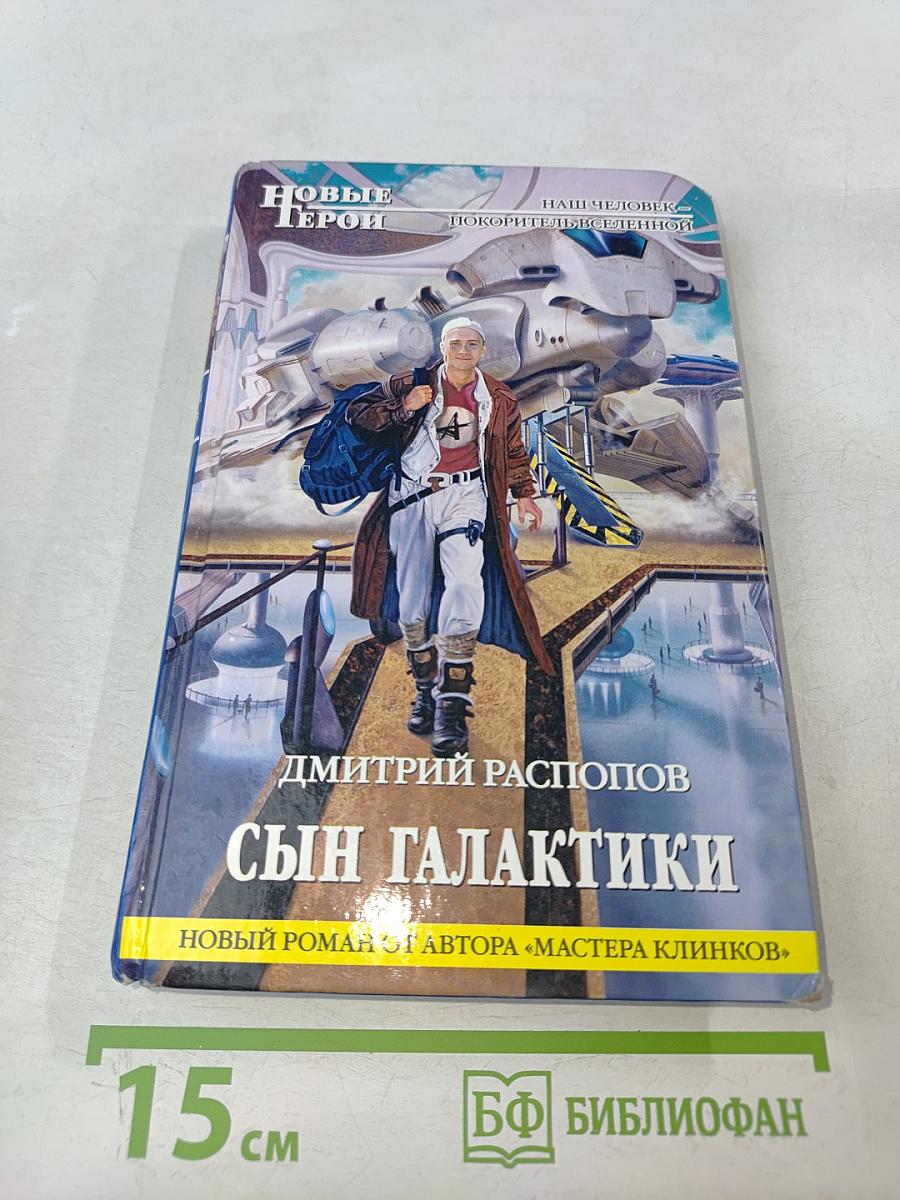 НОВЫЕ
ГЕРОИ
НАШ ЧЕЛОВЕК –
ПОКОРИТЕЛЬ ВСЕЛЕННОЙ
А
ДМИТРИЙ РАСПОПОВ
СЫН ГАЛАКТИКИ
НОВЫЙ РОМАН ОТ АВТОРА «МАСТЕРА КЛИНКОВ»
15 см
БФ БИБЛИОФАН